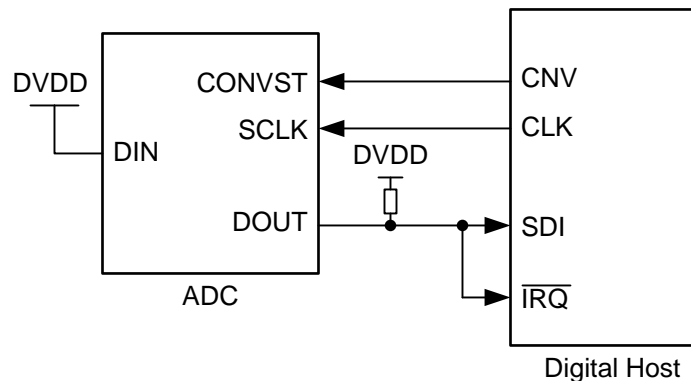 DVDD
CONVST
CNV
DIN
SCLK
CLK
DVDD
DOUT
SDI
IRQ
ADC
Digital Host